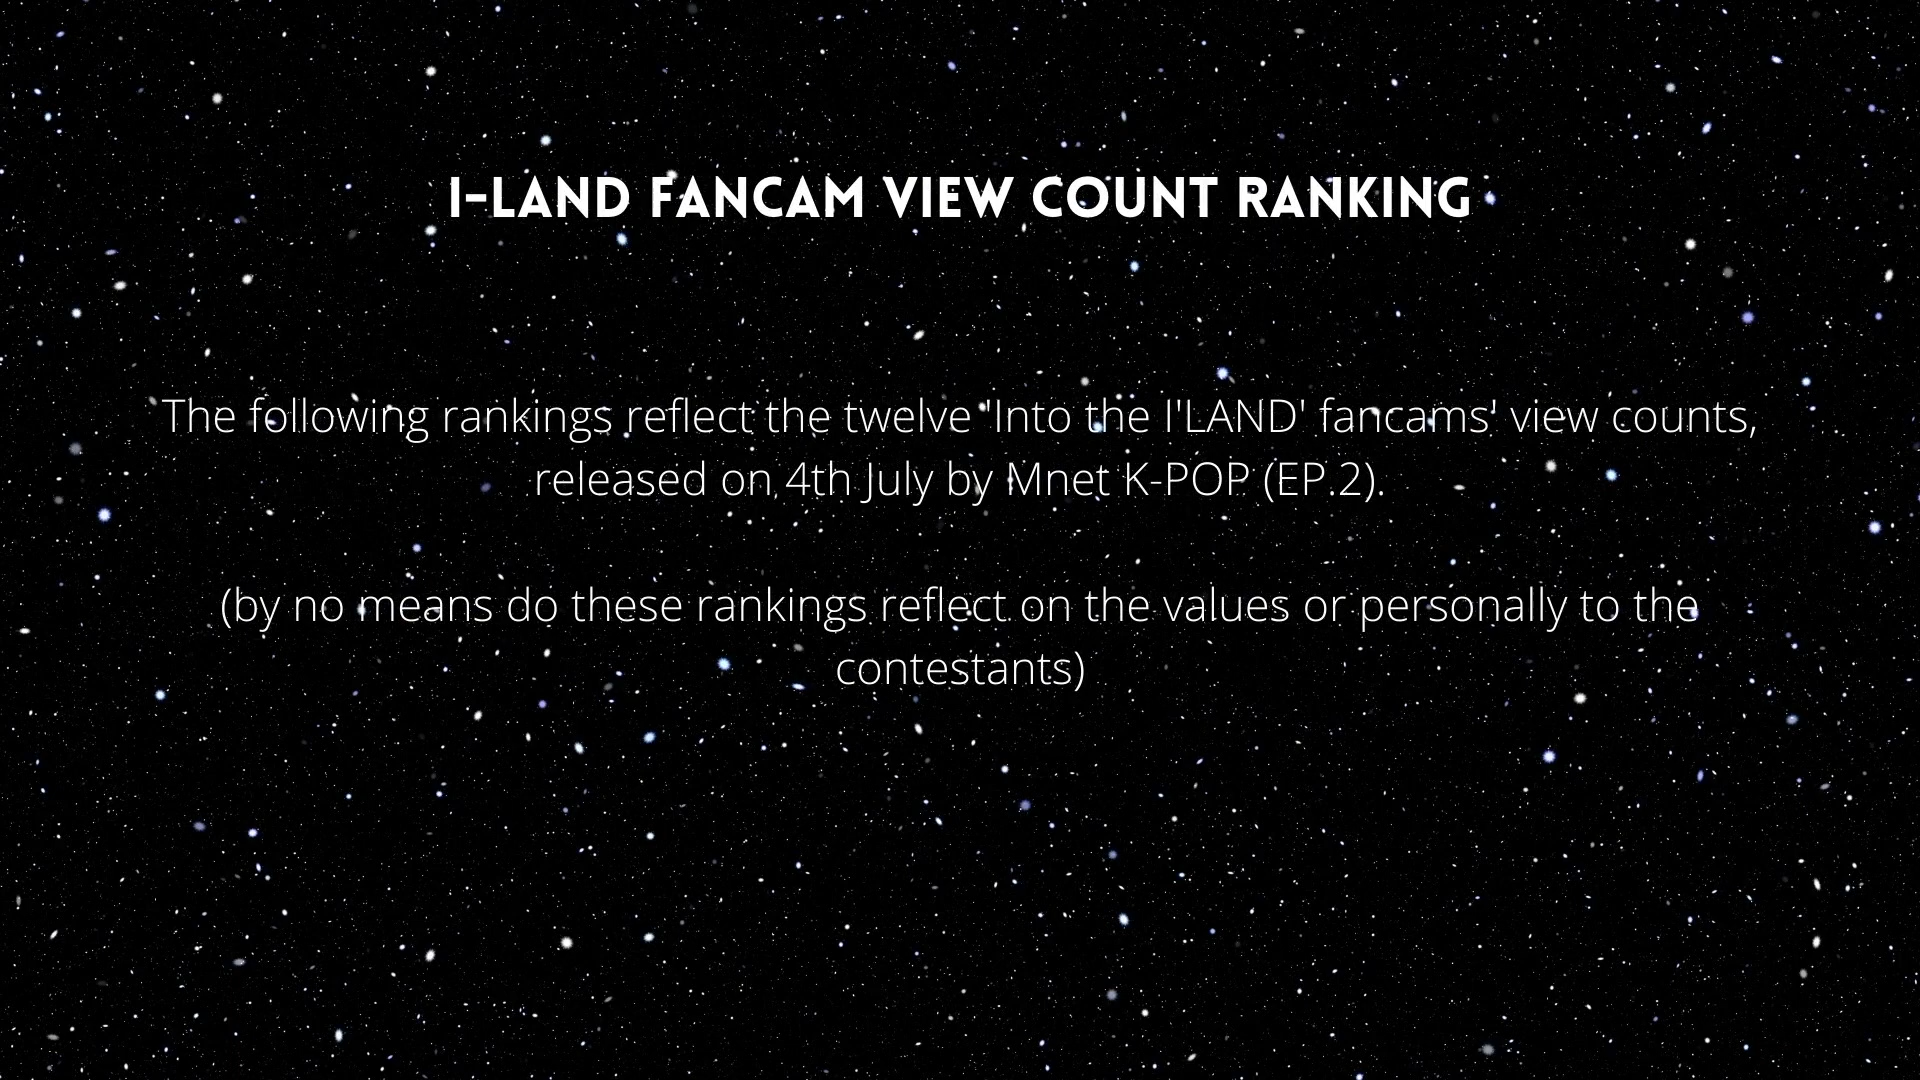 I-LAND FANCAM VIEW COUNT RANKING
The following rankings reflect the twelve 'Into the I'LAND' fancams' view counts,
released on 4th July by Mnet K-POP (EP.2).
(by no means do these rankings reflect on the values or personally to the
contestants)